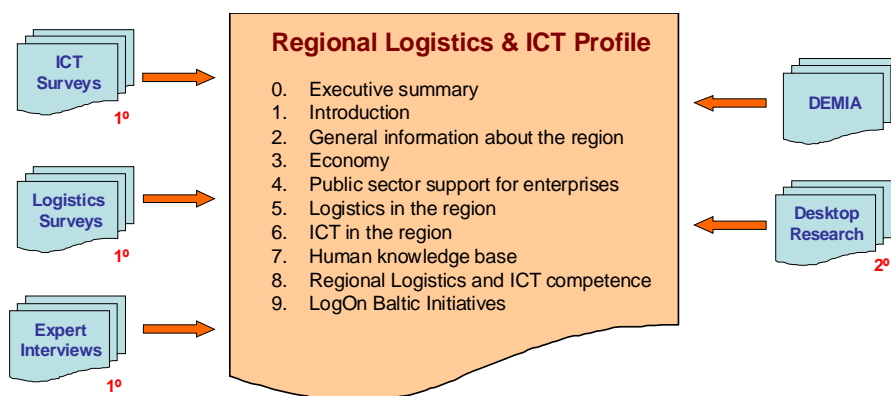 ICT
Surveys
1º
Logistics
Surveys
1º
Expert
Interviews
1º
Regional Logistics & ICT Profile
0. Executive summary
1. Introduction
2. General information about the region
3. Economy
4. Public sector support for enterprises
5. Logistics in the region
6. ICT in the region
7. Human knowledge base
8. Regional Logistics and ICT competence
9. LogOn Baltic Initiatives
DEMIA
Desktop
Research
2º